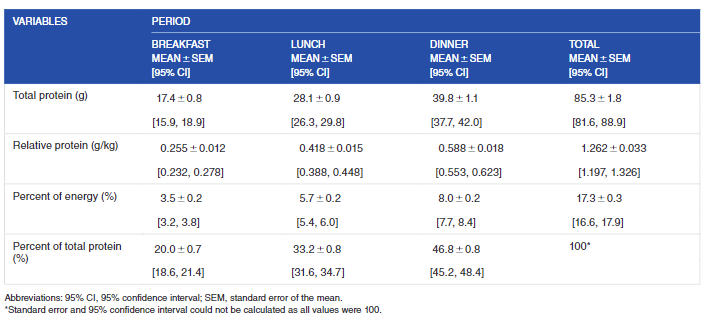 VARIABLES PERIOD
BREAKFAST LUNCH DINNER TOTAL
MEAN ± SEM MEAN ± SEM MEAN ± SEM MEAN ± SEM
[95% CI] [95% CI] [95% CI] [95% CI]
Total protein (g) 17.4 ± 0.8 28.1 ± 0.9 39.8 ± 1.1 85.3 ± 1.8
[15.9, 18.9] [26.3, 29.8] [37.7, 42.0] [81.6, 88.9]
Relative protein (g/kg) 0.255 ± 0.012 0.418 ± 0.015 0.588 ± 0.018 1.262 ± 0.033
[0.232, 0.278] [0.388, 0.448] [0.553, 0.623] [1.197, 1.326]
Percent of energy (%) 3.5 ± 0.2 5.7 ± 0.2 8.0 ± 0.2 17.3 ± 0.3
[3.2, 3.8] [5.4, 6.0] [7.7, 8.4] [16.6, 17.9]
Percent of total protein 20.0 ± 0.7 33.2 ± 0.8 46.8 ± 0.8 100*
(%) [18.6, 21.4] [31.6, 34.7] [45.2, 48.4]
Abbreviations: 95% CI, 95% confidence interval; SEM, standard error of the mean.
*Standard error and 95% confidence interval could not be calculated as all values were 100.